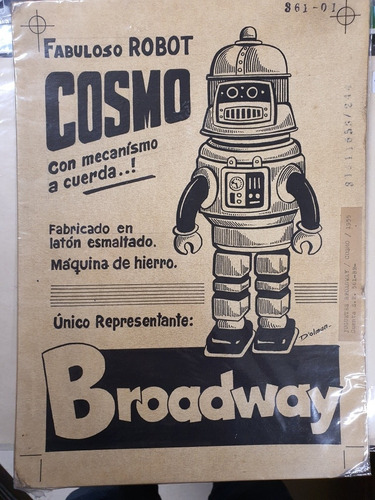 361-01
FABULOSO ROBOT
COSMO
con mecanismo
a cuerda..!
Fabricado en
latón esmaltado.
Máquina de hierro.
Único Representante:
Broadway